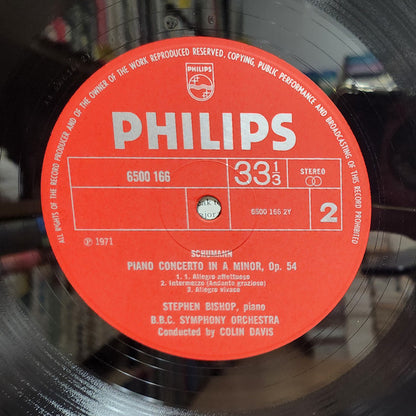 ALL RIGHTS OF THE RECORD PRODUCER AND OF THE OWNER OF THE WORK REPRODUCED RESERVED. COPYING, PUBLIC PERFORMANCE AND BROADCASTING OF THIS RECORD PROHIBITED
PHILIPS
PHILIPS
6500 166
33 1/3
STEREO
6500 166 2Y
2
℗ 1971
SCHUMANN
PIANO CONCERTO IN A MINOR, Op. 54
1. 1. Allegro affettuoso
2. Intermezzo (Andante grazioso)
3. Allegro vivace
STEPHEN BISHOP, piano
B.B.C. SYMPHONY ORCHESTRA
Conducted by COLIN DAVIS